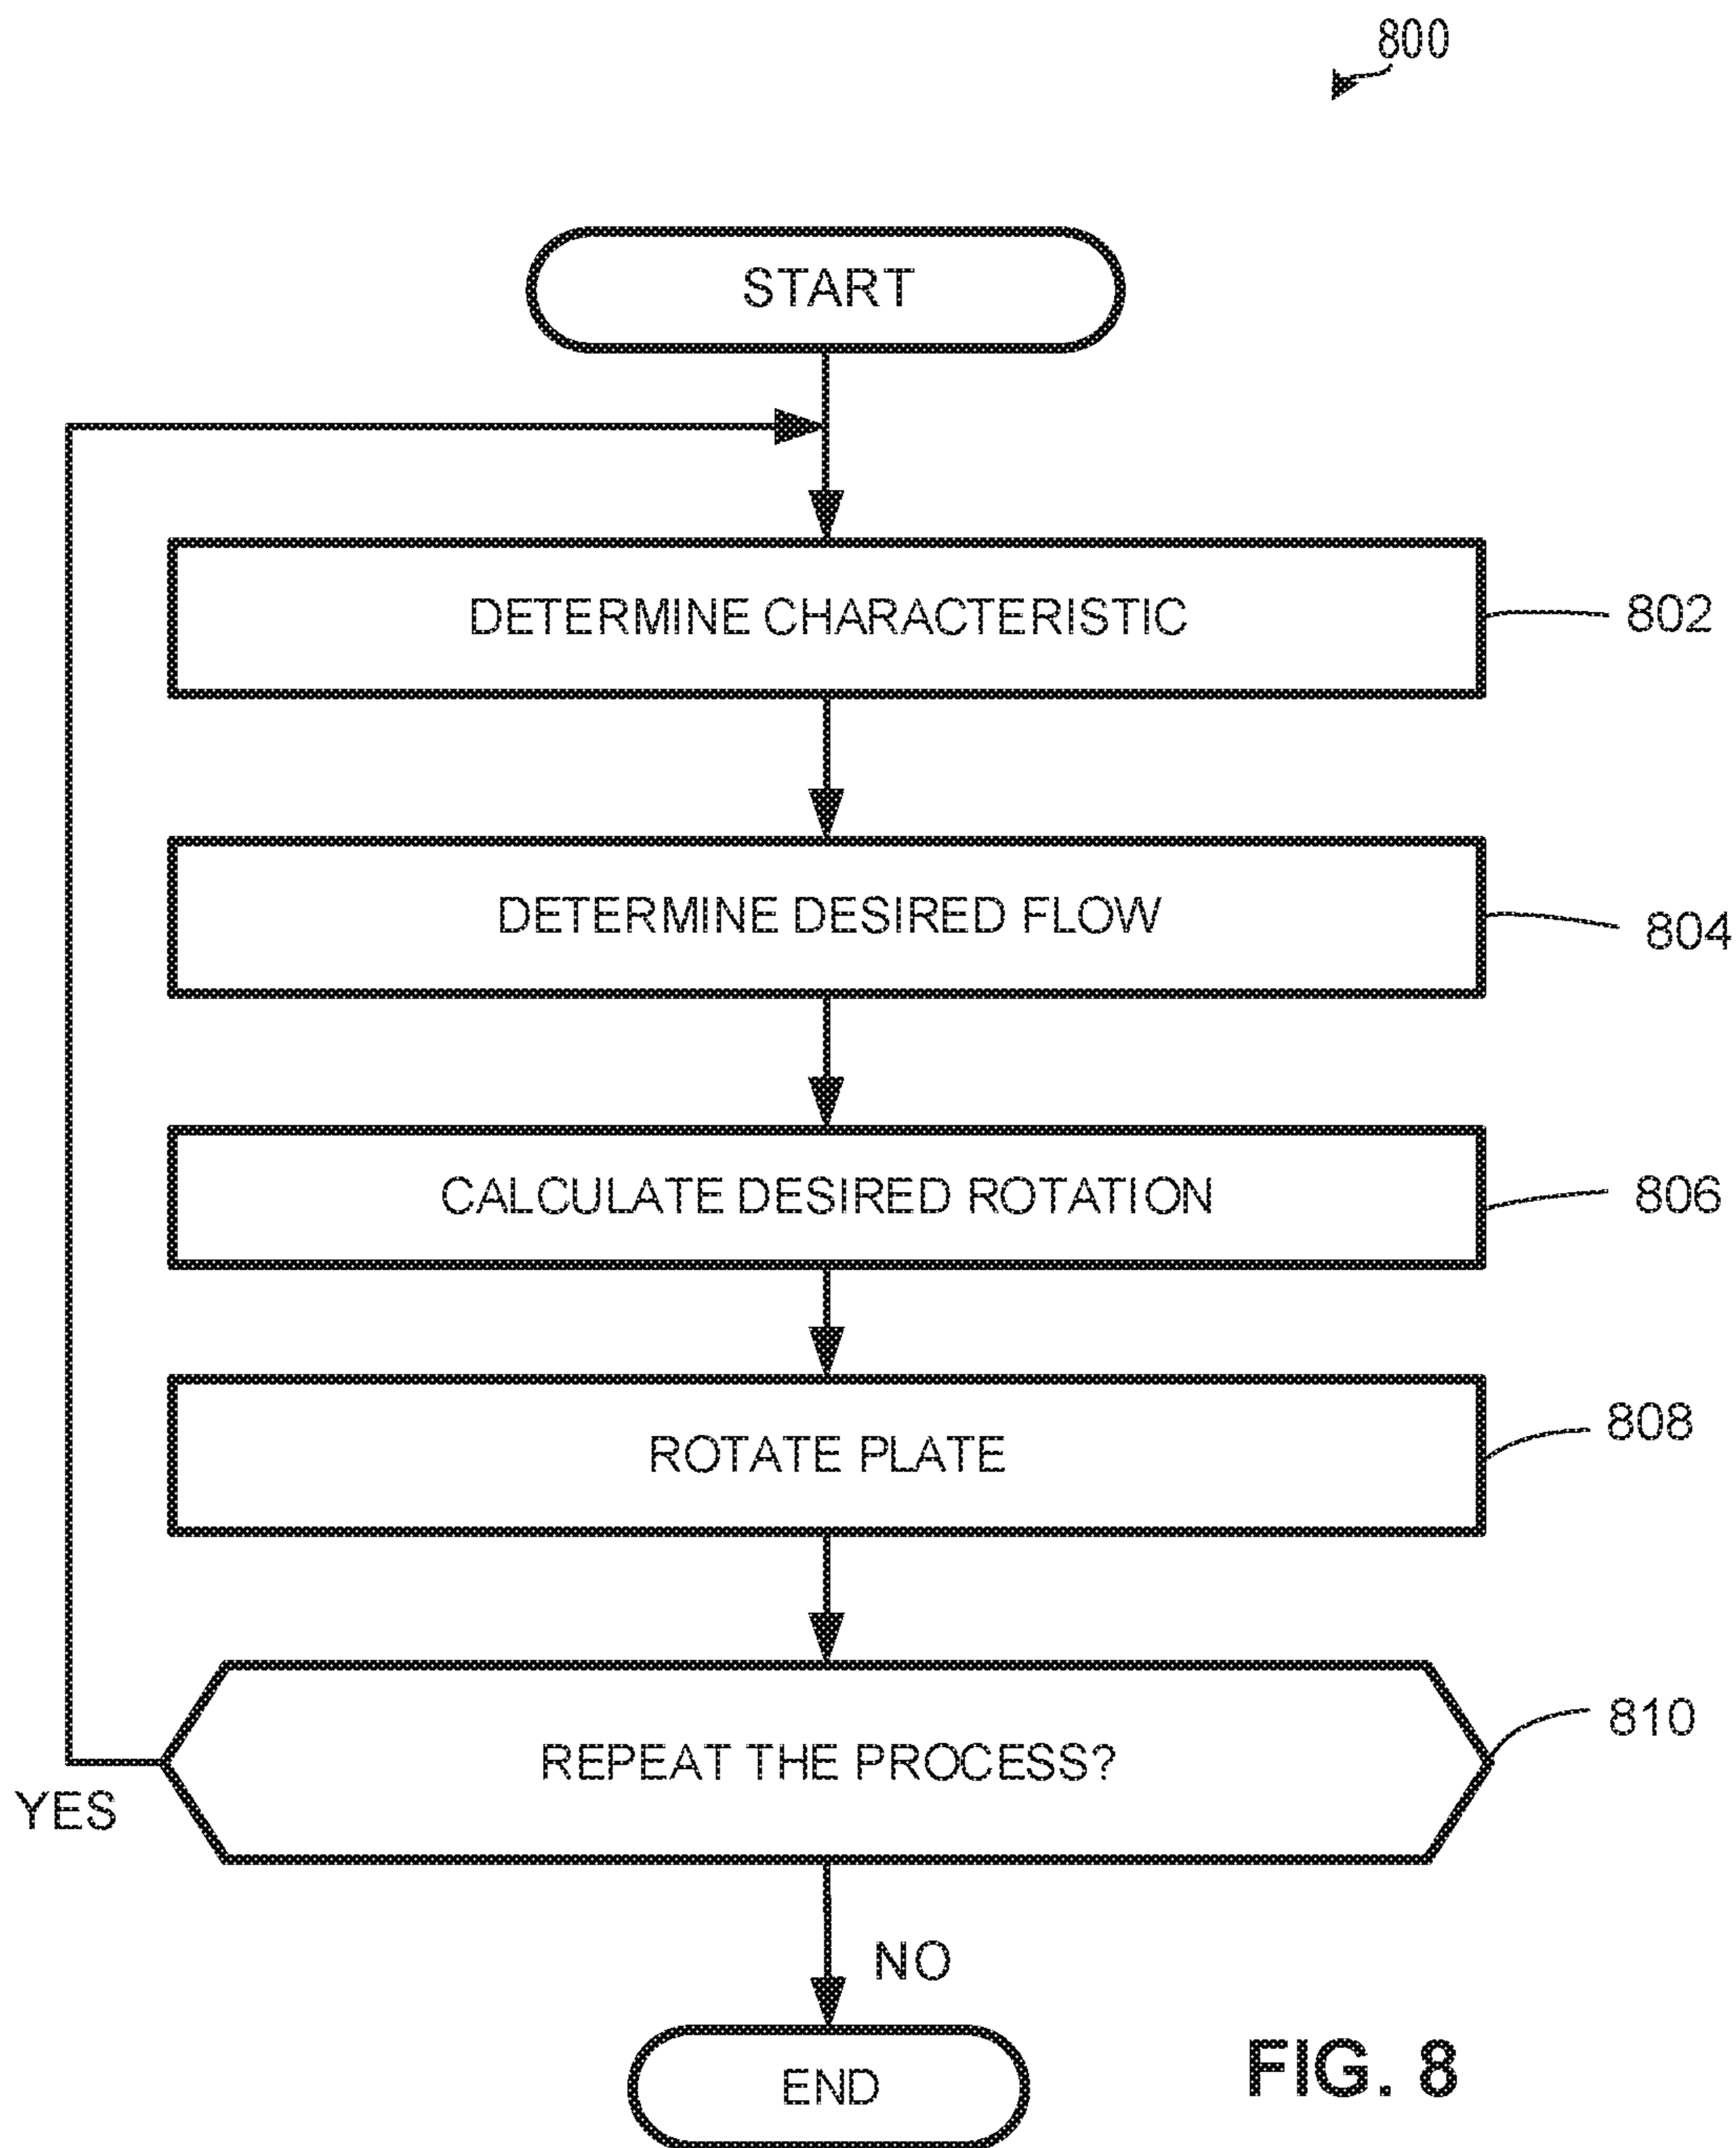 800
START
DETERMINE CHARACTERISTIC
802
DETERMINE DESIRED FLOW
804
CALCULATE DESIRED ROTATION
806
ROTATE PLATE
808
REPEAT THE PROCESS?
810
YES
NO
END
FIG. 8